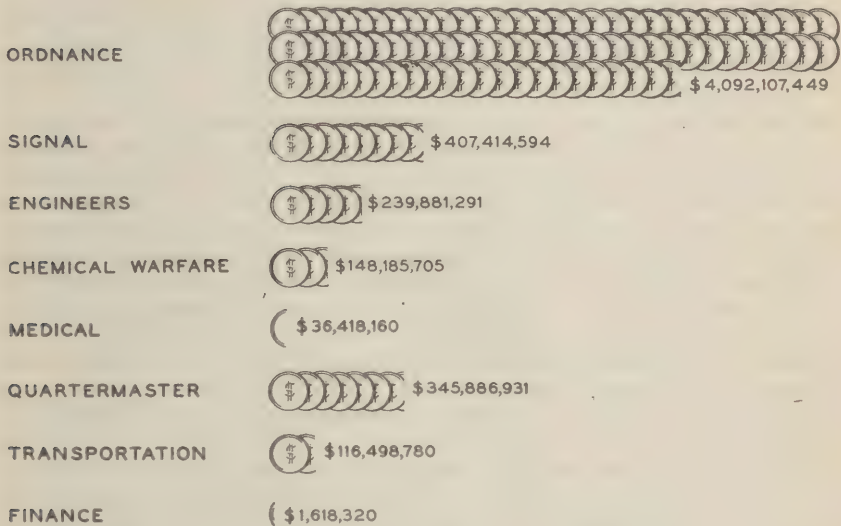 ORDNANCE $4,092,107,449
SIGNAL $407,414,594
ENGINEERS $239,881,291
CHEMICAL WARFARE $148,185,705
MEDICAL $36,418,160
QUARTERMASTER $345,886,931
TRANSPORTATION $116,498,780
FINANCE $1,618,320